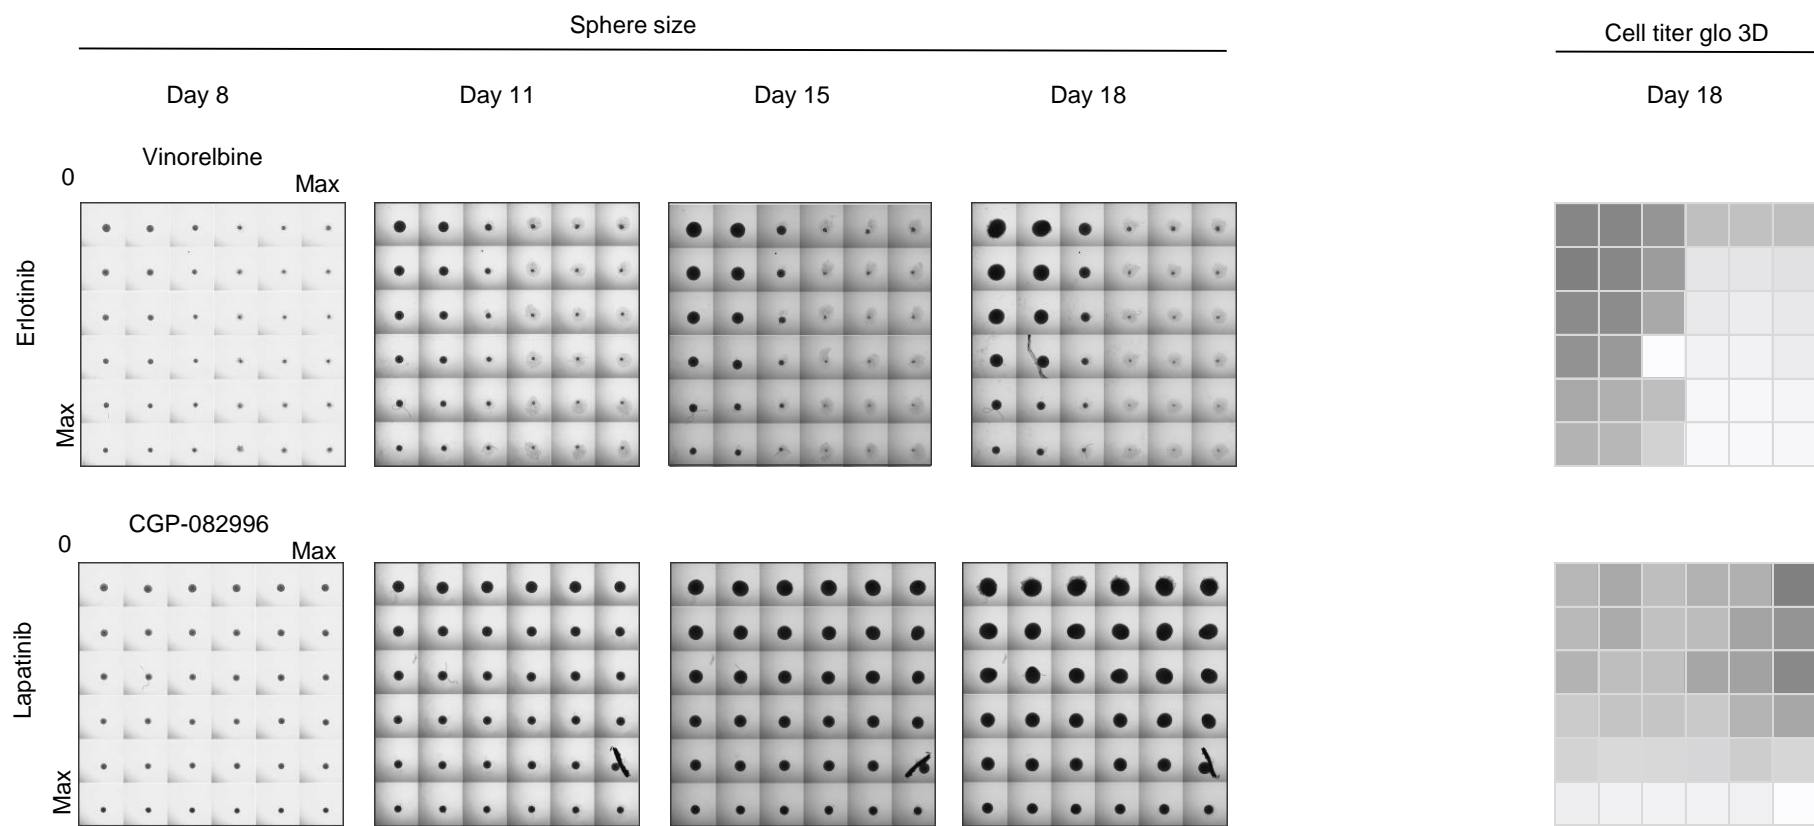 Sphere size
Cell titer glo 3D
Day 8
Day 11
Day 15
Day 18
Day 18
Vinorelbine
0
Max
Erlotinib
Max
CGP-082996
0
Max
Lapatinib
Max